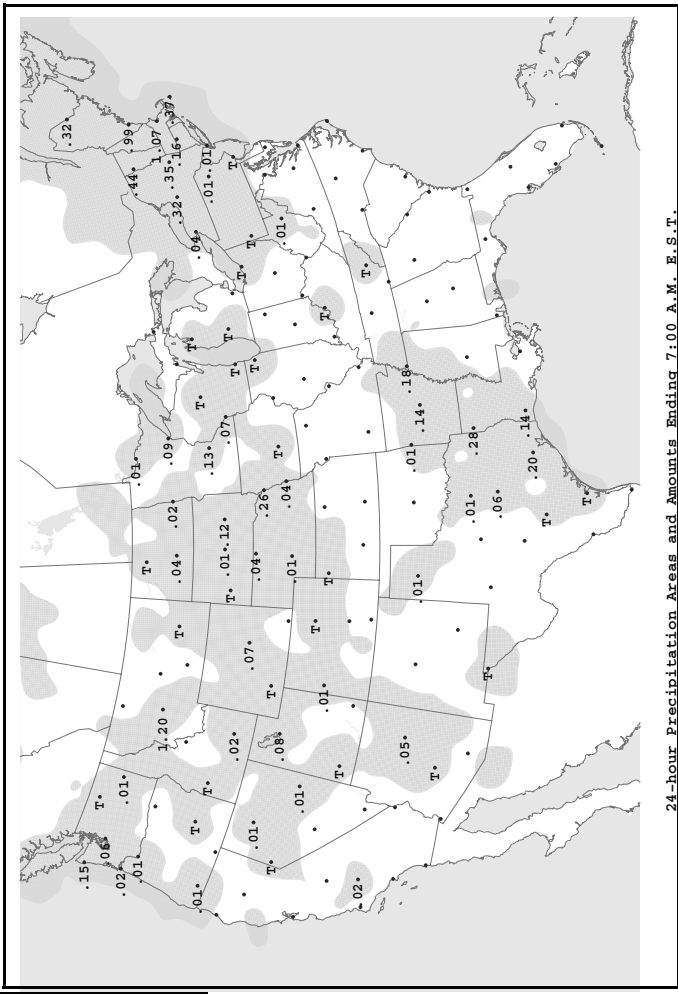 .32
.15
T
.06
.02
.01
.99
.44
.01
.01
T
1.07
1.20
.09
.35
.37
.04
.02
.32
.16
T
T
T
.01
.04
T
T
.13
.01
.01
.01
.12
.07
T
T
T
.02
T
T
.07
T
.01
.04
T
.26
T
T
T
.08
.01
.04
.01
.01
T
.01
T
T
T
.02
T
.05
.18
.01
.01
.14
T
.01
.28
T
.06
.14
.20
T
T
24-hour Precipitation Areas and Amounts Ending 7:00 A.M. E.S.T.